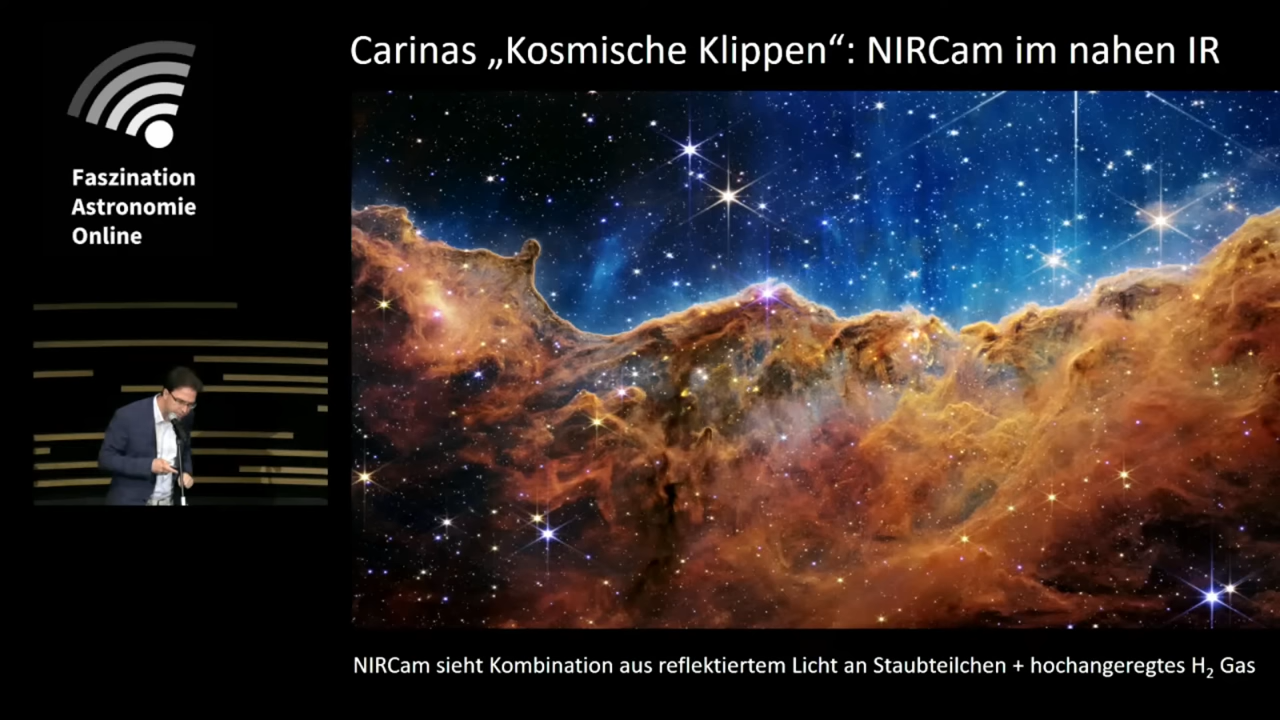 Carinas „Kosmische Klippen“: NIRCam im nahen IR
Faszination
Astronomie
Online
NIRCam sieht Kombination aus reflektiertem Licht an Staubteilchen + hochangeregtes H₂ Gas